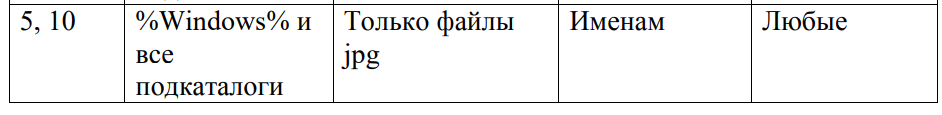 5, 10
%Windows% и
все
подкаталоги
Только файлы
jpg
Именам
Любые